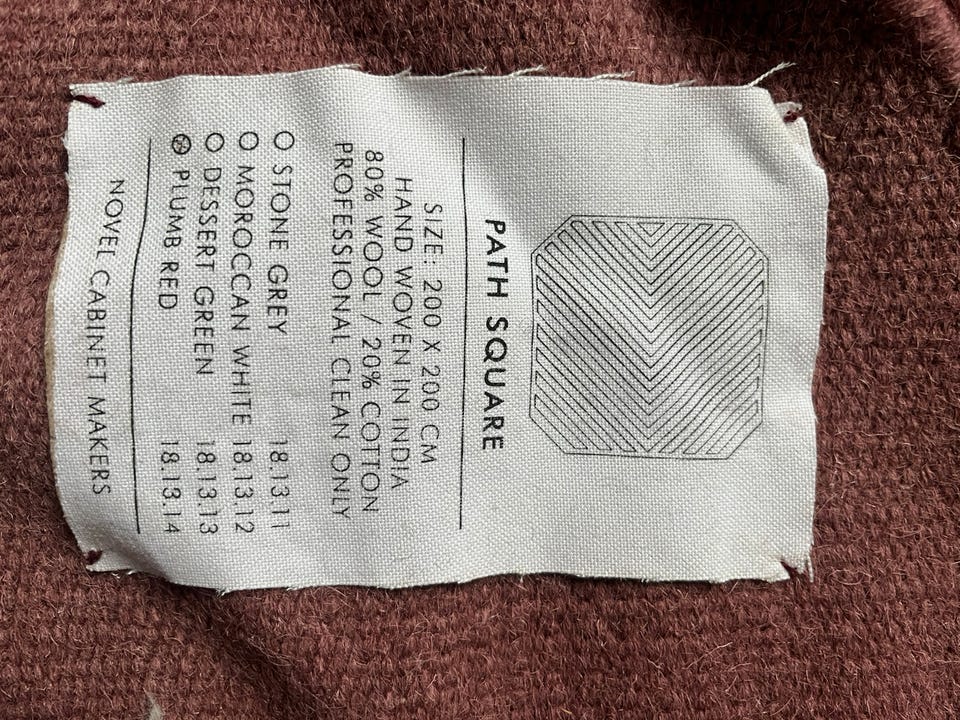 PATH SQUARE
SIZE: 200 X 200 CM
HAND WOVEN IN INDIA
80% WOOL / 20% COTTON
PROFESSIONAL CLEAN ONLY
O STONE GREY 18.13.11
O MOROCCAN WHITE 18.13.12
O DESSERT GREEN 18.13.13
⊗ PLUMB RED 18.13.14
NOVEL CABINET MAKERS